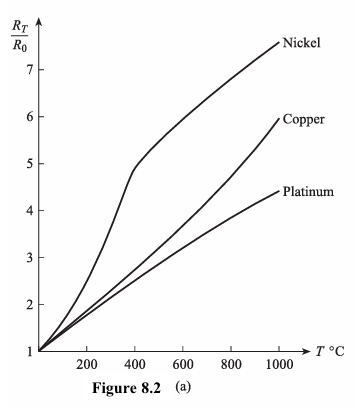 R_T
R_0
Nickel
7
6
Copper
5
Platinum
4
3
2
1
200 400 600 800 1000 T °C
Figure 8.2 (a)